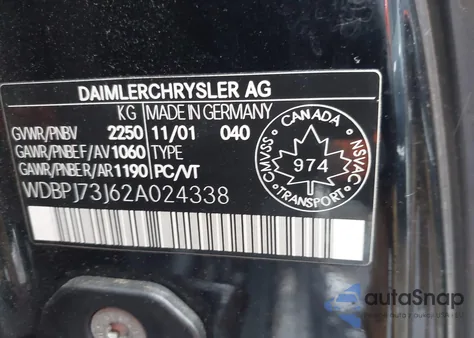 DAIMLERCHRYSLER AG
KG MADE IN GERMANY
GVWR/PNBV 2250 11/01 040
GAWR/PNBE F/AV 1060 TYPE
GAWR/PNBE R/AR 1190 PC/VT
WDBPJ73J62A024338
CANADA
CMVSS
NSVAC
974
TRANSPORT
autaSnap